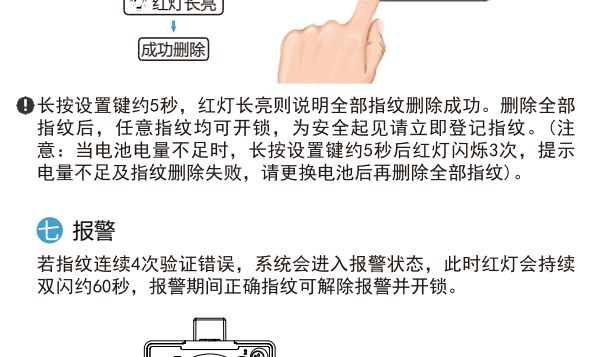 红灯长亮
成功删除
长按设置键约5秒，红灯长亮则说明全部指纹删除成功。删除全部
指纹后，任意指纹均可开锁，为安全起见请立即登记指纹。(注
意：当电池电量不足时，长按设置键约5秒后红灯闪烁3次，提示
电量不足及指纹删除失败，请更换电池后再删除全部指纹)。
七 报警
若指纹连续4次验证错误，系统会进入报警状态，此时红灯会持续
双闪约60秒，报警期间正确指纹可解除报警并开锁。